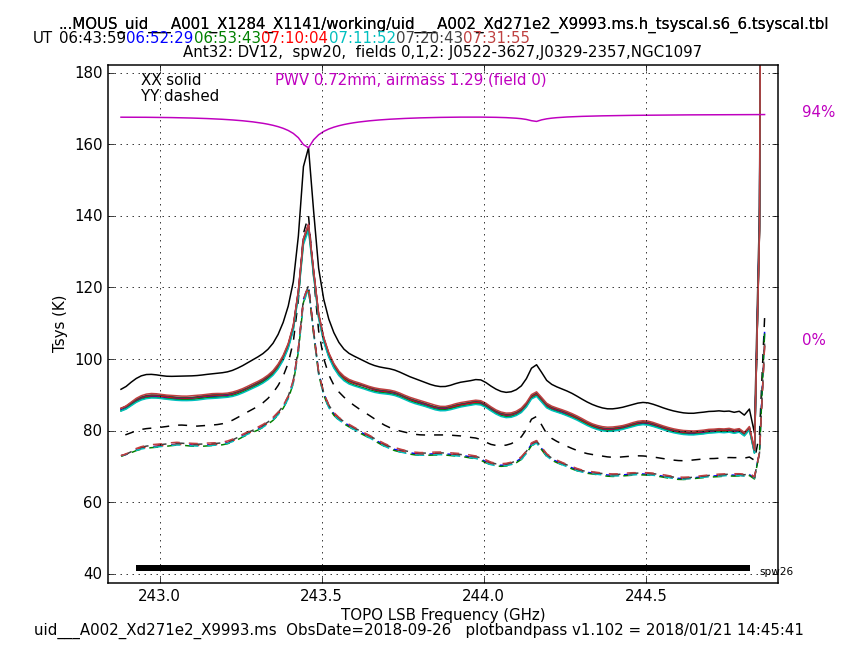 ...MOUS_uid___A001_X1284_X1141/working/uid___A002_Xd271e2_X9993.ms.h_tsyscal.s6_6.tsyscal.tbl
UT 06:43:59 06:52:29 06:53:43 07:10:04 07:11:52 07:20:43 07:31:55
Ant32: DV12, spw20, fields 0,1,2: J0522-3627,J0329-2357,NGC1097
XX solid
YY dashed
PWV 0.72mm, airmass 1.29 (field 0)
94%
0%
Tsys (K)
180
160
140
120
100
80
60
40
spw26
243.0 243.5 244.0 244.5
TOPO LSB Frequency (GHz)
uid___A002_Xd271e2_X9993.ms ObsDate=2018-09-26 plotbandpass v1.102 = 2018/01/21 14:45:41